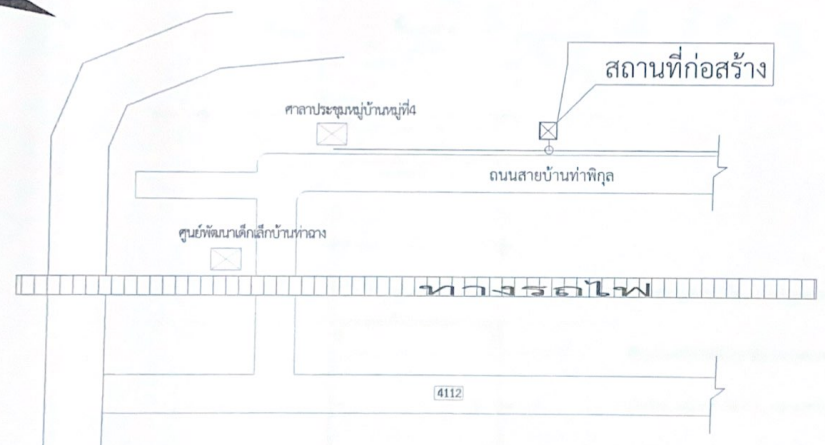 สถานที่ก่อสร้าง
ศาลาประชุมหมู่บ้านหมู่ที่4
ถนนสายบ้านท่าพิกุล
ศูนย์พัฒนาเด็กเล็กบ้านท่าฉาง
ทางรถไฟ
4112